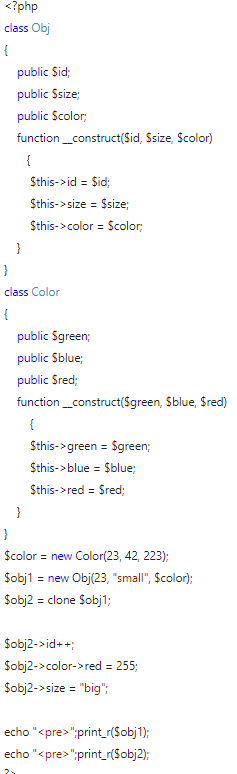 <?php
class Obj
{
public $id;
public $size;
public $color;
function __construct($id, $size, $color)
{
$this->id = $id;
$this->size = $size;
$this->color = $color;
}
}
class Color
{
public $green;
public $blue;
public $red;
function __construct($green, $blue, $red)
{
$this->green = $green;
$this->blue = $blue;
$this->red = $red;
}
}
$color = new Color(23, 42, 223);
$obj1 = new Obj(23, "small", $color);
$obj2 = clone $obj1;
$obj2->id++;
$obj2->color->red = 255;
$obj2->size = "big";
echo "<pre>";print_r($obj1);
echo "<pre>";print_r($obj2);
?>